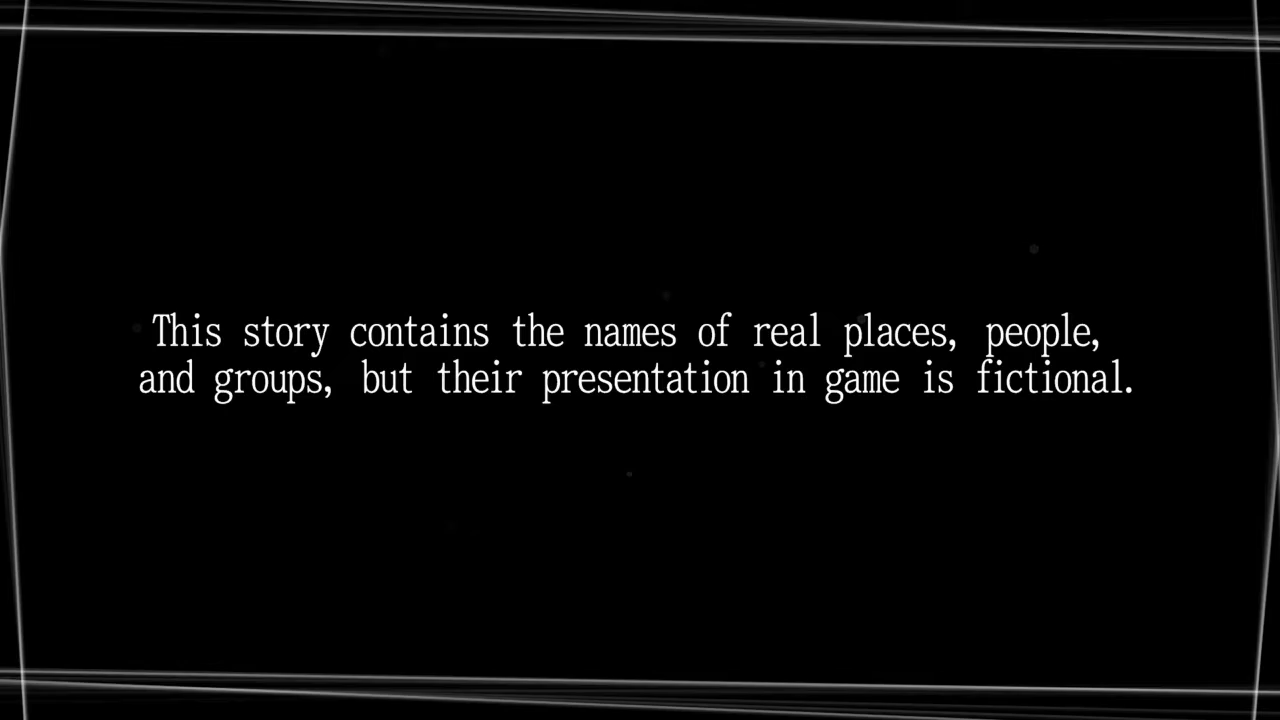 This story contains the names of real places, people,
and groups, but their presentation in game is fictional.